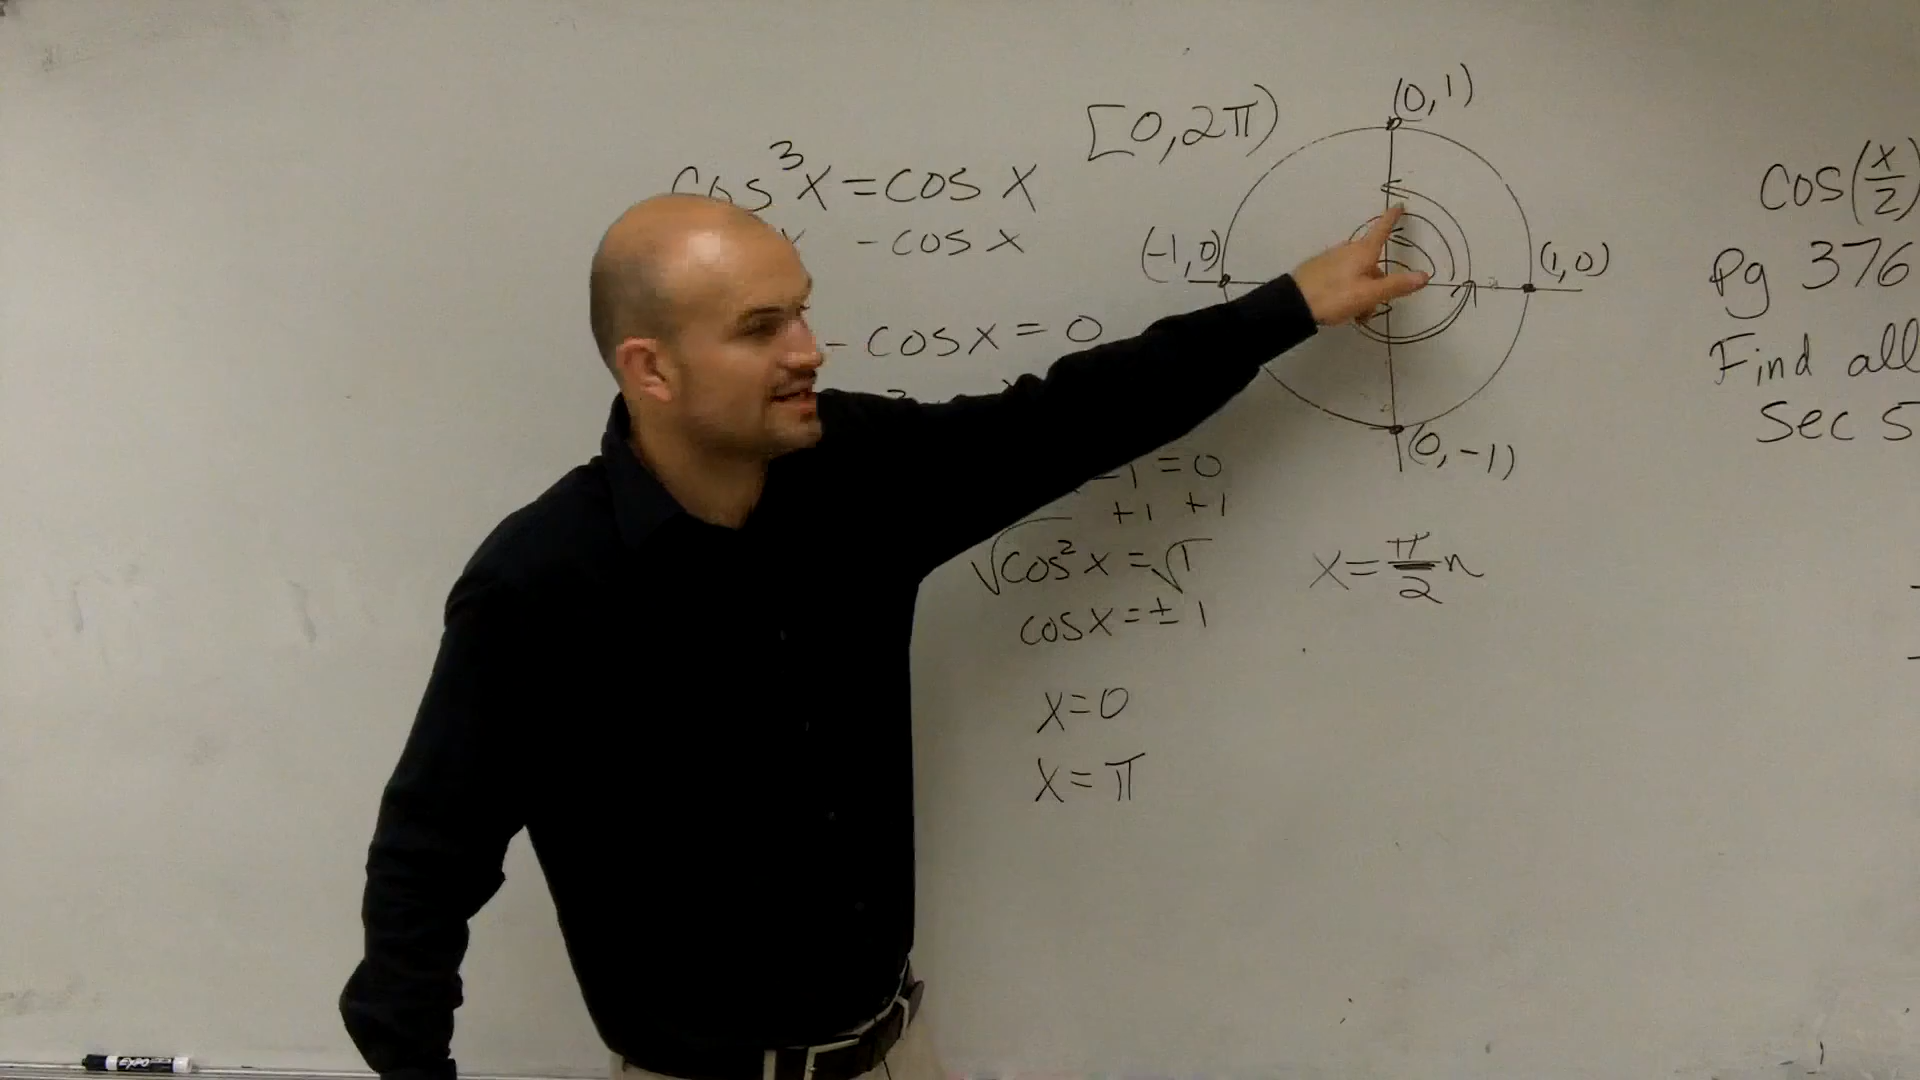 cos³x = cos x
- cos x
- cos x = 0
-1 = 0
+1 +1
√cos²x = √1
cos x = ± 1
x = 0
x = π
[0, 2π)
(0, 1)
(-1, 0)
(1, 0)
(0, -1)
x = π/2 n
cos(x/2)
Pg 376
Find all
Sec 5
EXPO